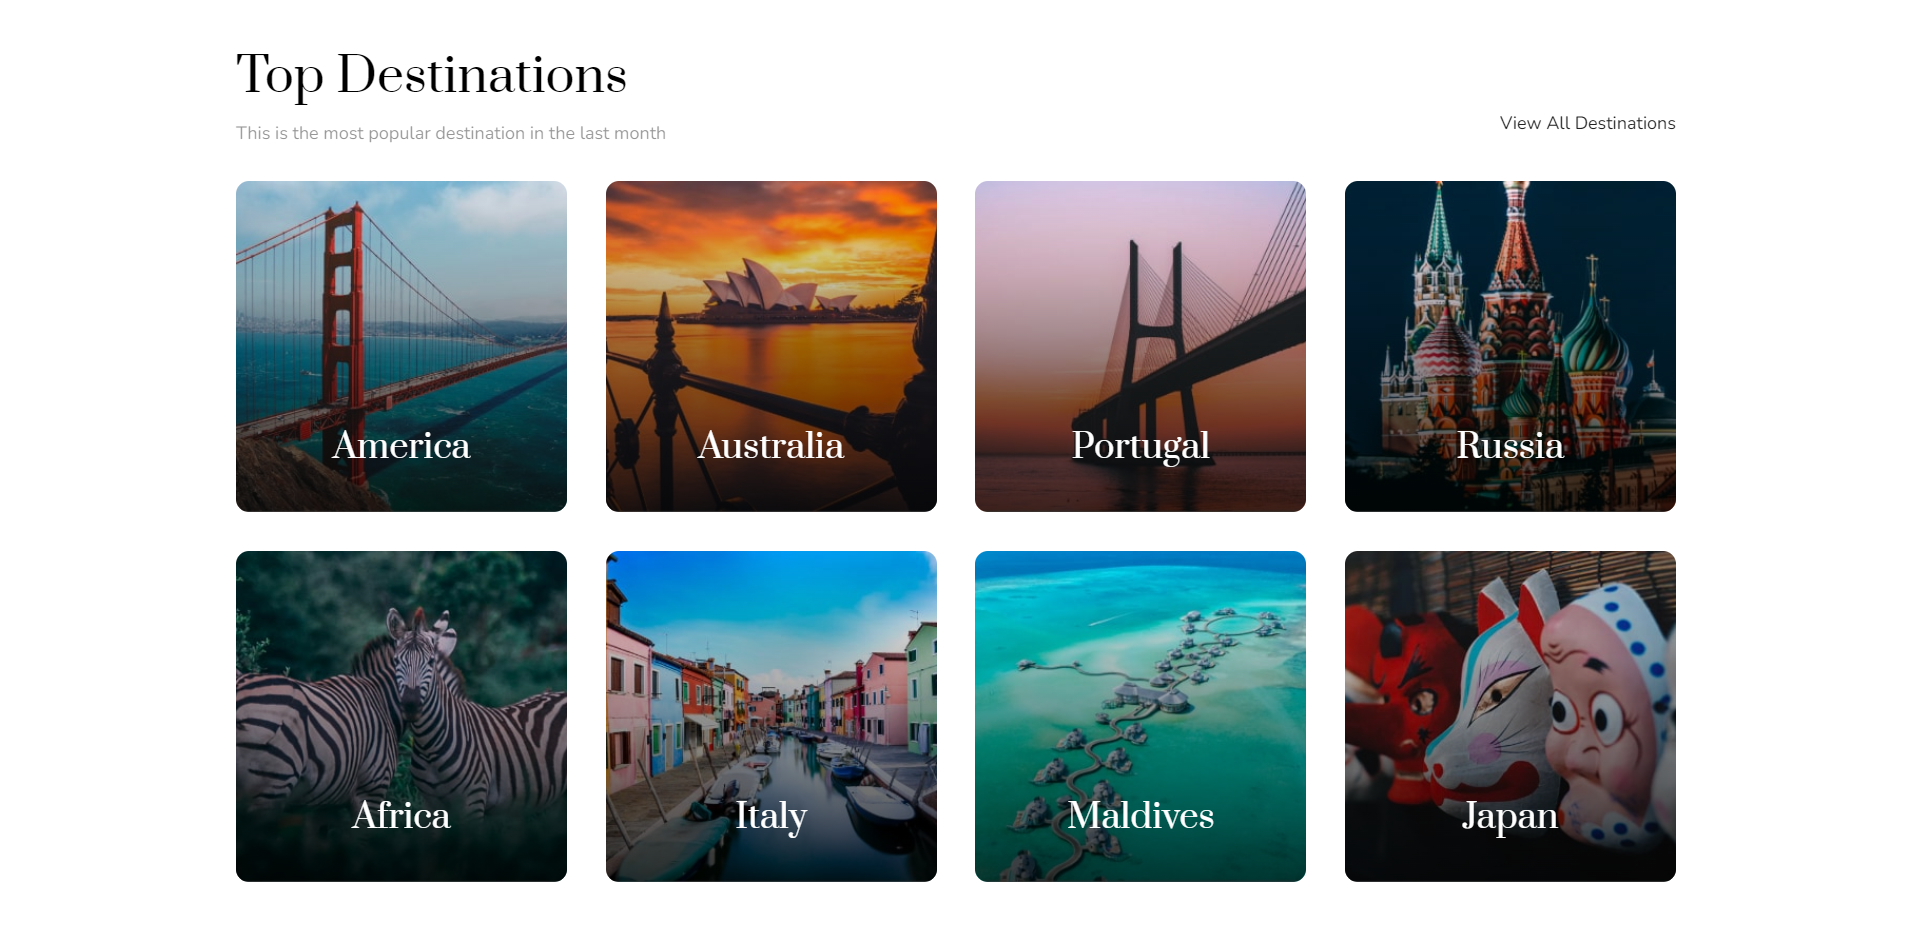 Top Destinations
This is the most popular destination in the last month
View All Destinations
America
Australia
Portugal
Russia
Africa
Italy
Maldives
Japan